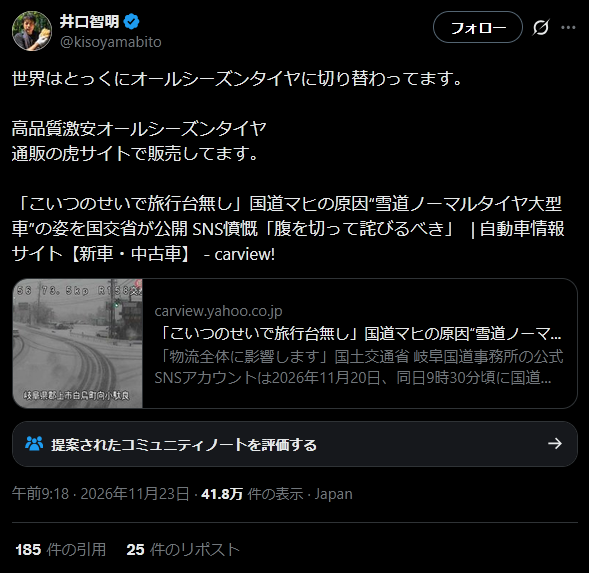 井口智明
@kisoyamabito
フォロー
世界はとっくにオールシーズンタイヤに切り替わってます。
高品質激安オールシーズンタイヤ
通販の虎サイトで販売してます。
「こいつのせいで旅行台無し」国道マヒの原因“雪道ノーマルタイヤ大型
車”の姿を国交省が公開 SNS憤慨「腹を切って詫びるべき」 | 自動車情報
サイト【新車・中古車】 - carview!
56 73.5kp R158
岐阜県郡上市白鳥町向小駄良
carview.yahoo.co.jp
「こいつのせいで旅行台無し」国道マヒの原因“雪道ノーマ...
「物流全体に影響します」国土交通省 岐阜国道事務所の公式
SNSアカウントは2026年11月20日、同日9時30分頃に国道...
提案されたコミュニティノートを評価する
午前9:18 · 2026年11月23日 · 41.8万 件の表示 · Japan
185 件の引用 25 件のリポスト